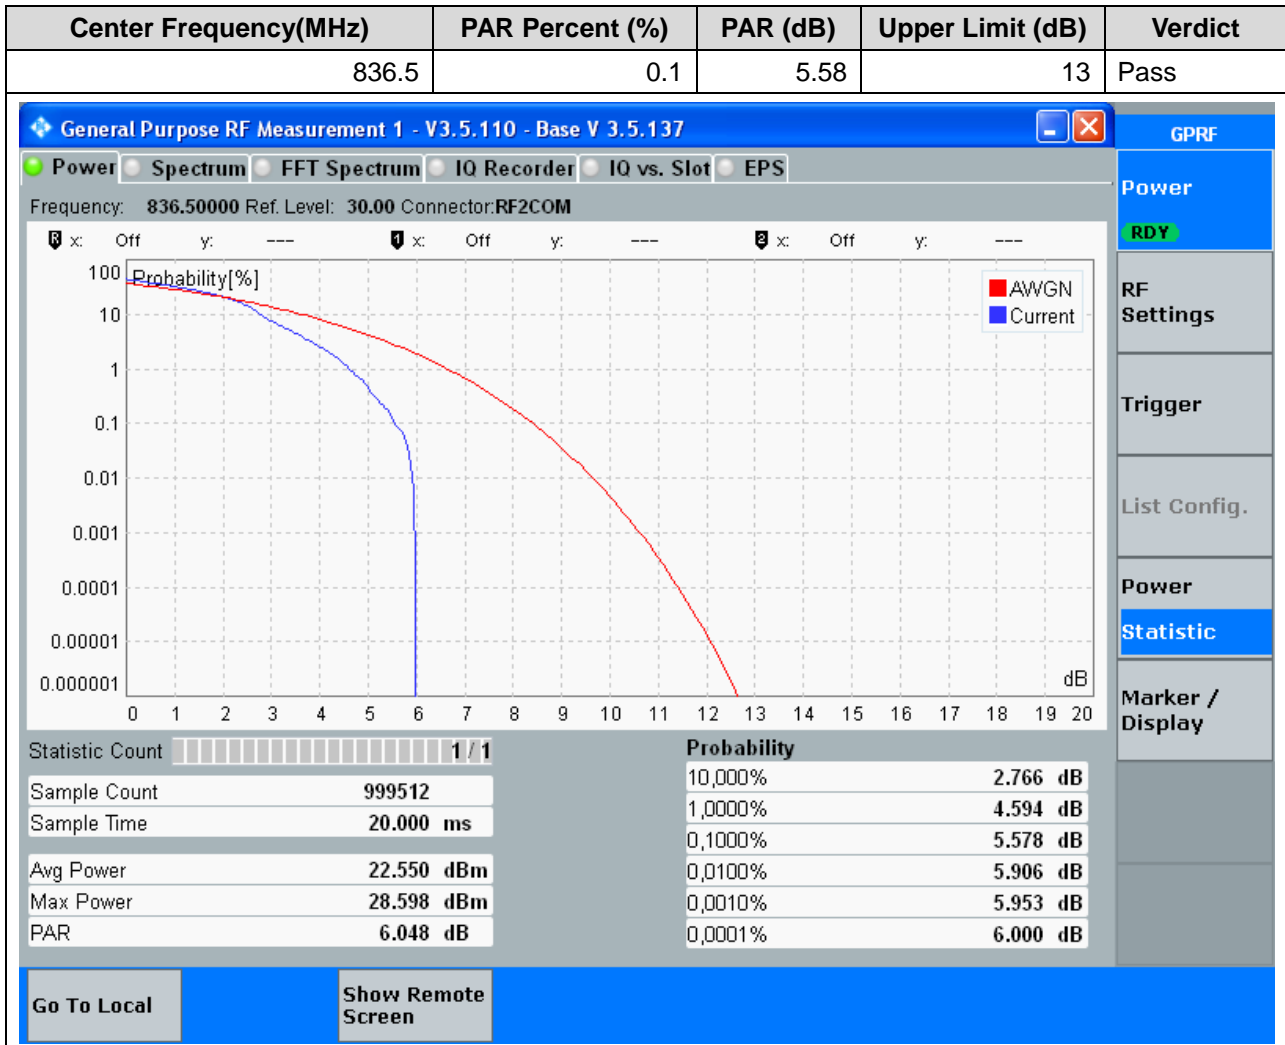 Center Frequency(MHz) PAR Percent (%) PAR (dB) Upper Limit (dB) Verdict
836.5 0.1 5.58 13 Pass
General Purpose RF Measurement 1 - V3.5.110 - Base V 3.5.137
GPRF
Power Spectrum FFT Spectrum IQ Recorder IQ vs. Slot EPS
Power
RDY
Frequency: 836.50000 Ref. Level: 30.00 Connector:RF2COM
R x: Off y: --- 1 x: Off y: --- 2 x: Off y: ---
Probability[%]
AWGN
Current
100
10
1
0.1
0.01
0.001
0.0001
0.00001
0.000001
dB
0 1 2 3 4 5 6 7 8 9 10 11 12 13 14 15 16 17 18 19 20
RF
Settings
Trigger
List Config.
Power
Statistic
Marker /
Display
Statistic Count 1 / 1
Sample Count 999512
Sample Time 20.000 ms
Avg Power 22.550 dBm
Max Power 28.598 dBm
PAR 6.048 dB
Probability
10,000% 2.766 dB
1,0000% 4.594 dB
0,1000% 5.578 dB
0,0100% 5.906 dB
0,0010% 5.953 dB
0,0001% 6.000 dB
Go To Local
Show Remote
Screen